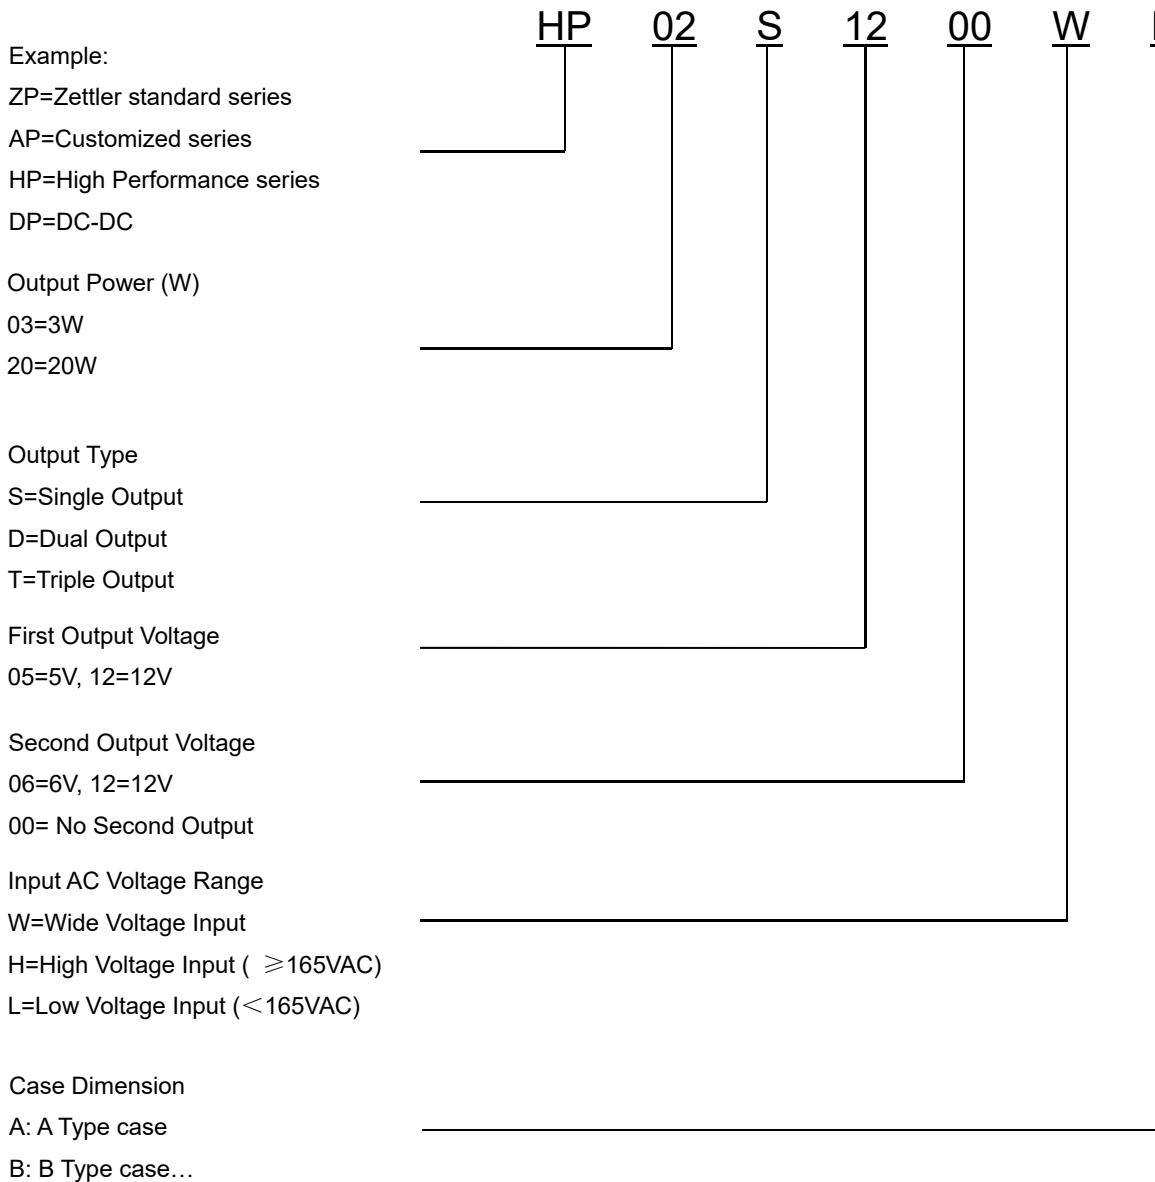 HP 02 S 12 00 W
Example:
ZP=Zettler standard series
AP=Customized series
HP=High Performance series
DP=DC-DC
Output Power (W)
03=3W
20=20W
Output Type
S=Single Output
D=Dual Output
T=Triple Output
First Output Voltage
05=5V, 12=12V
Second Output Voltage
06=6V, 12=12V
00= No Second Output
Input AC Voltage Range
W=Wide Voltage Input
H=High Voltage Input ( ≥165VAC)
L=Low Voltage Input (<165VAC)
Case Dimension
A: A Type case
B: B Type case…